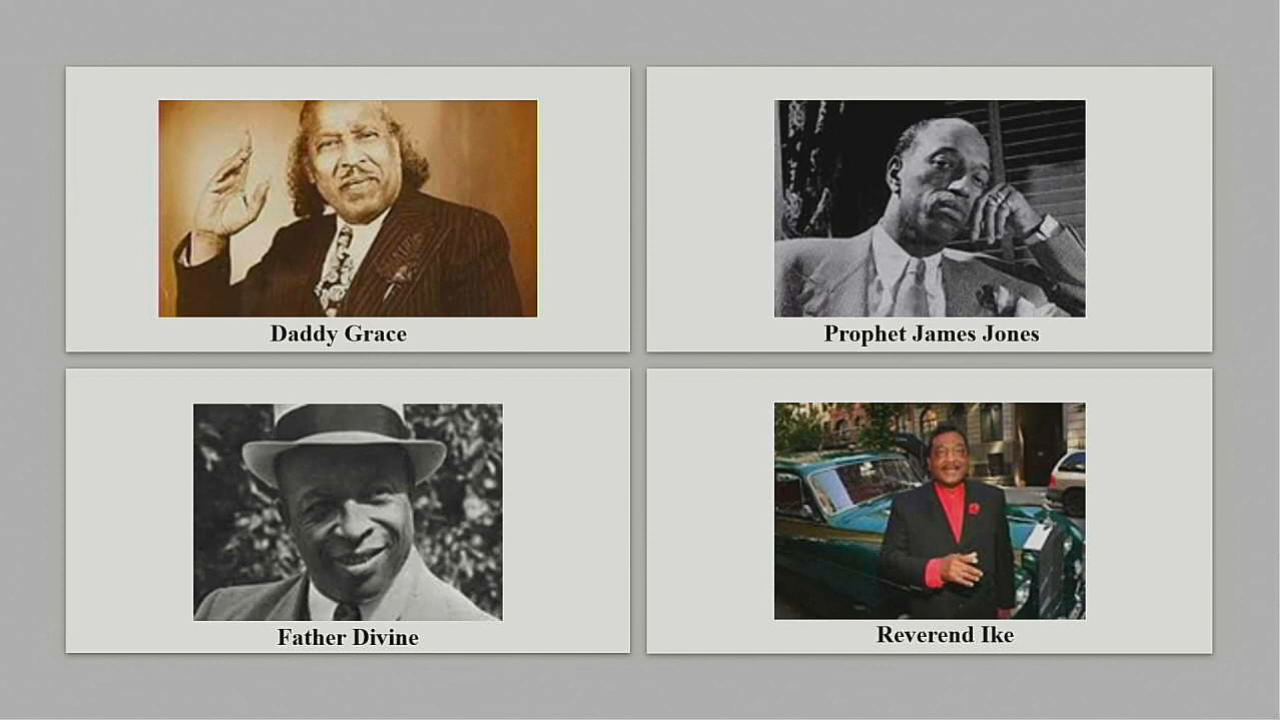 Daddy Grace
Prophet James Jones
Father Divine
Reverend Ike